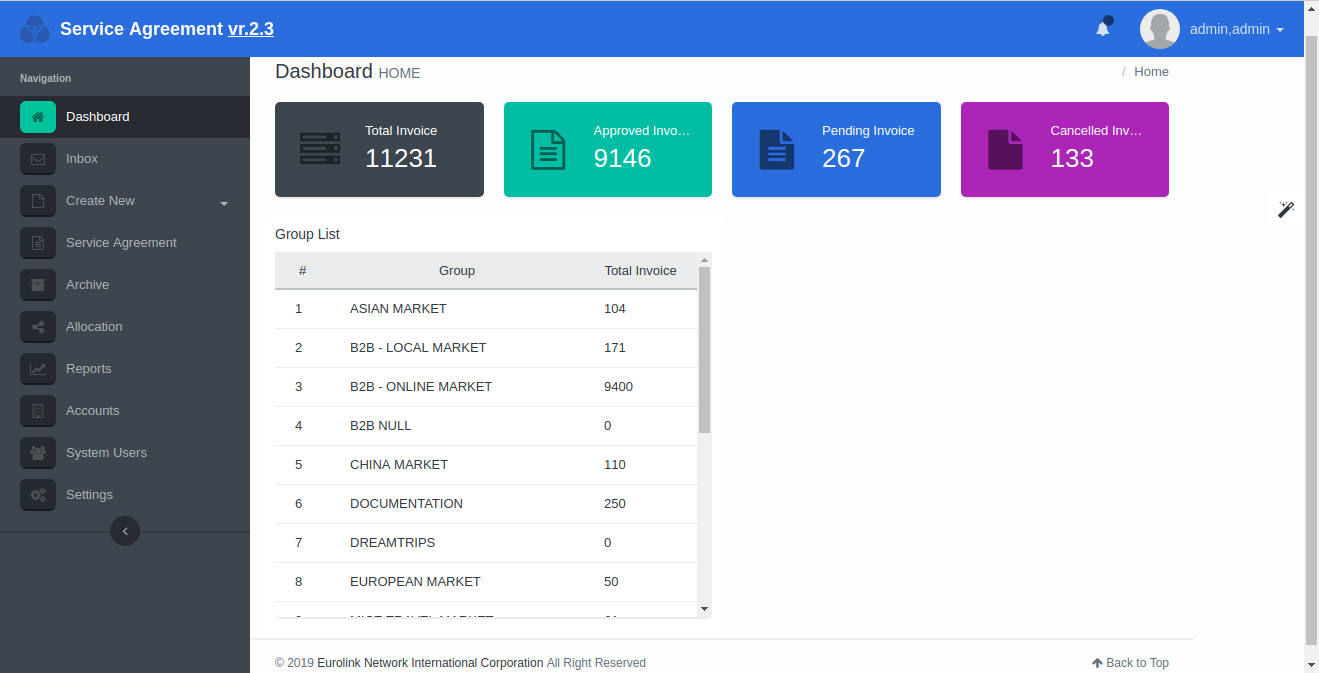 Service Agreement vr.2.3
admin,admin
Navigation
Dashboard
Inbox
Create New
Service Agreement
Archive
Allocation
Reports
Accounts
System Users
Settings
Dashboard HOME
/ Home
Total Invoice
11231
Approved Invo...
9146
Pending Invoice
267
Cancelled Inv...
133
Group List
# Group Total Invoice
1 ASIAN MARKET 104
2 B2B - LOCAL MARKET 171
3 B2B - ONLINE MARKET 9400
4 B2B NULL 0
5 CHINA MARKET 110
6 DOCUMENTATION 250
7 DREAMTRIPS 0
8 EUROPEAN MARKET 50
© 2019 Eurolink Network International Corporation All Right Reserved
Back to Top